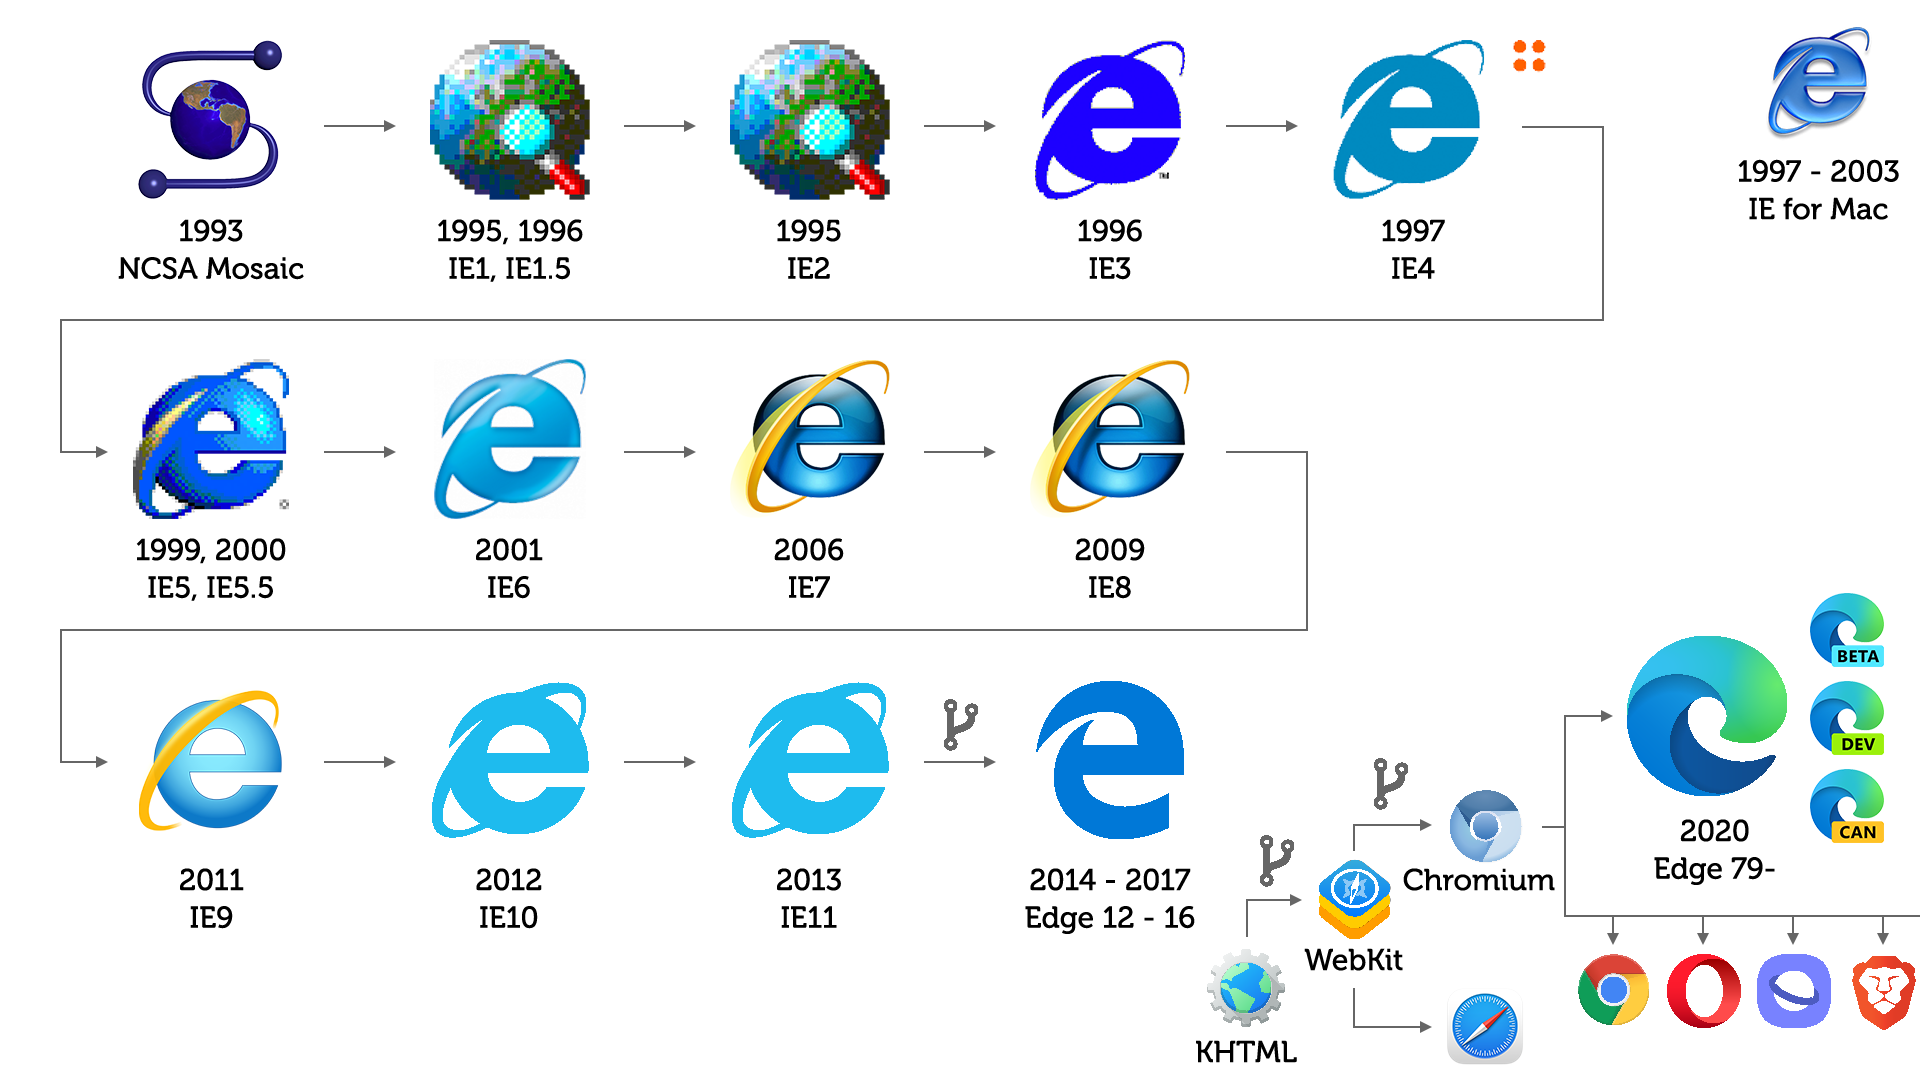 1993
NCSA Mosaic
1995, 1996
IE1, IE1.5
1995
IE2
TM
1996
IE3
1997
IE4
1997 - 2003
IE for Mac
1999, 2000
IE5, IE5.5
2001
IE6
2006
IE7
2009
IE8
2011
IE9
2012
IE10
2013
IE11
2014 - 2017
Edge 12 - 16
KHTML
WebKit
Chromium
2020
Edge 79-
BETA
DEV
CAN